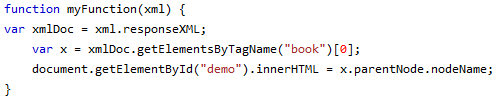 function myFunction(xml) {
var xmlDoc = xml.responseXML;
    var x = xmlDoc.getElementsByTagName("book")[0];
    document.getElementById("demo").innerHTML = x.parentNode.nodeName;
}